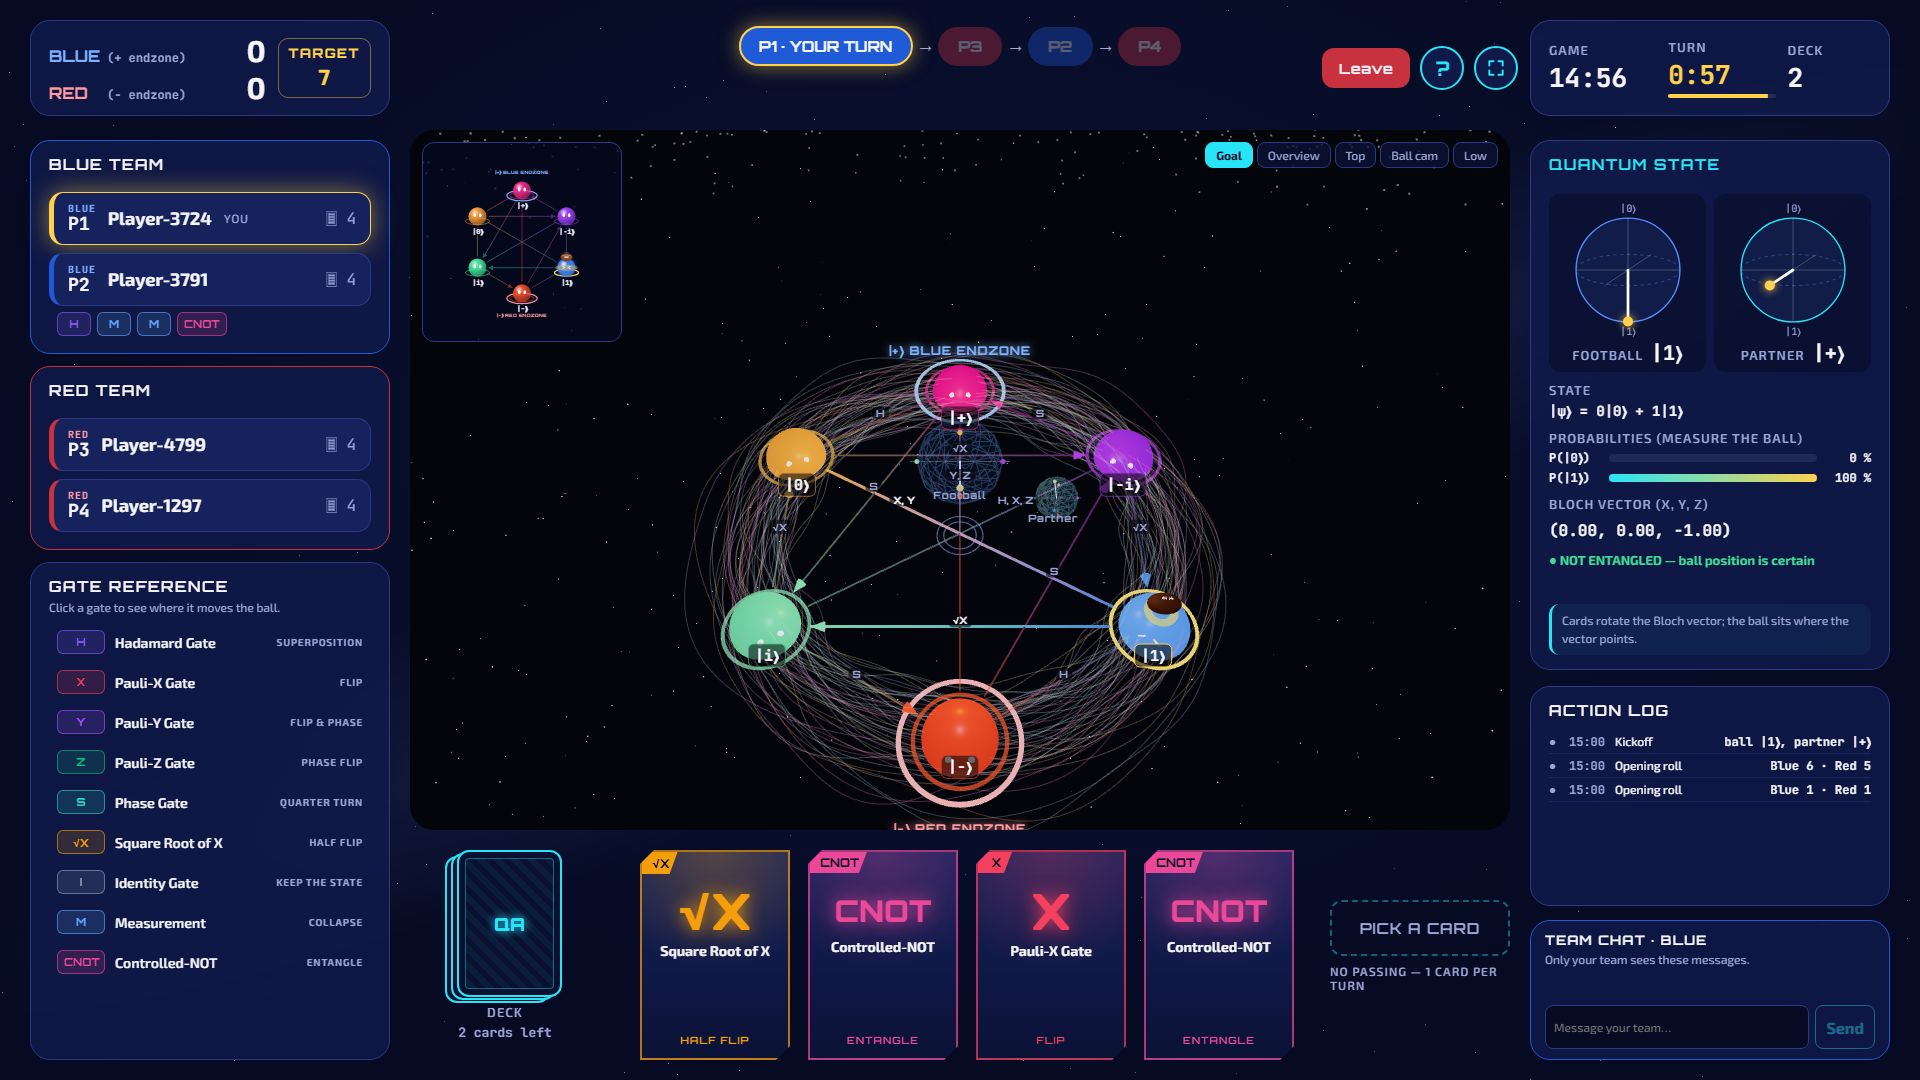 BLUE (+ endzone) 0
RED (- endzone) 0
TARGET
7
P1 · YOUR TURN → P3 → P2 → P4
Leave
?
GAME
14:56
TURN
0:57
DECK
2
BLUE TEAM
BLUE
P1 Player-3724 YOU 4
BLUE
P2 Player-3791 4
H M M CNOT
RED TEAM
RED
P3 Player-4799 4
RED
P4 Player-1297 4
GATE REFERENCE
Click a gate to see where it moves the ball.
H Hadamard Gate SUPERPOSITION
X Pauli-X Gate FLIP
Y Pauli-Y Gate FLIP & PHASE
Z Pauli-Z Gate PHASE FLIP
S Phase Gate QUARTER TURN
√X Square Root of X HALF FLIP
I Identity Gate KEEP THE STATE
M Measurement COLLAPSE
CNOT Controlled-NOT ENTANGLE
Goal Overview Top Ball cam Low
|+⟩ BLUE ENDZONE
|+⟩
|0⟩ |-i⟩
|i⟩ |1⟩
|-⟩
|-⟩ RED ENDZONE
|+⟩ BLUE ENDZONE
H |+⟩ S
√X
|0⟩ S X, Y Y, Z Football H, X, Z |-i⟩
Partner
√X √X
S
√X
|i⟩ |1⟩
S H
|-⟩
|-⟩ RED ENDZONE
QA
DECK
2 cards left
√X
√X
Square Root of X
HALF FLIP
CNOT
CNOT
Controlled-NOT
ENTANGLE
X
X
Pauli-X Gate
FLIP
CNOT
CNOT
Controlled-NOT
ENTANGLE
PICK A CARD
NO PASSING — 1 CARD PER
TURN
QUANTUM STATE
|0⟩
|1⟩
FOOTBALL |1⟩
|0⟩
|1⟩
PARTNER |+⟩
STATE
|ψ⟩ = 0|0⟩ + 1|1⟩
PROBABILITIES (MEASURE THE BALL)
P(|0⟩) 0 %
P(|1⟩) 100 %
BLOCH VECTOR (X, Y, Z)
(0.00, 0.00, -1.00)
● NOT ENTANGLED — ball position is certain
Cards rotate the Bloch vector; the ball sits where the
vector points.
ACTION LOG
● 15:00 Kickoff ball |1⟩, partner |+⟩
● 15:00 Opening roll Blue 6 · Red 5
● 15:00 Opening roll Blue 1 · Red 1
TEAM CHAT · BLUE
Only your team sees these messages.
Message your team...
Send